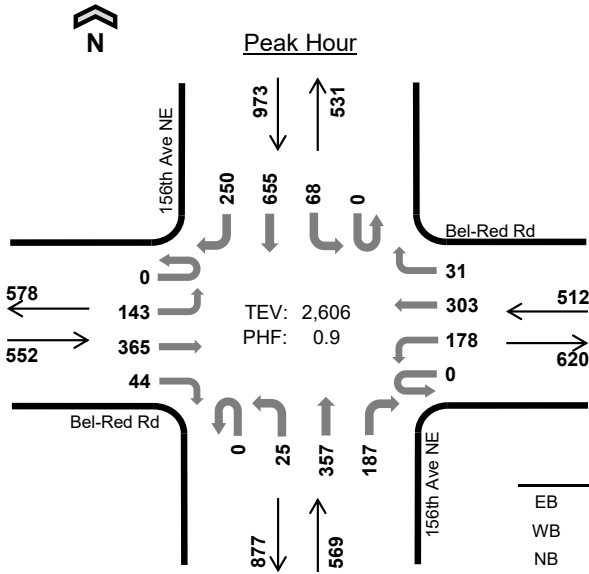 N
Peak Hour
973
531
156th Ave NE
250
655
68
0
Bel-Red Rd
0
31
578
143
TEV: 2,606
303
512
552
365
PHF: 0.9
178
620
44
0
Bel-Red Rd
0
25
357
187
156th Ave NE
877
569
EB
WB
NB